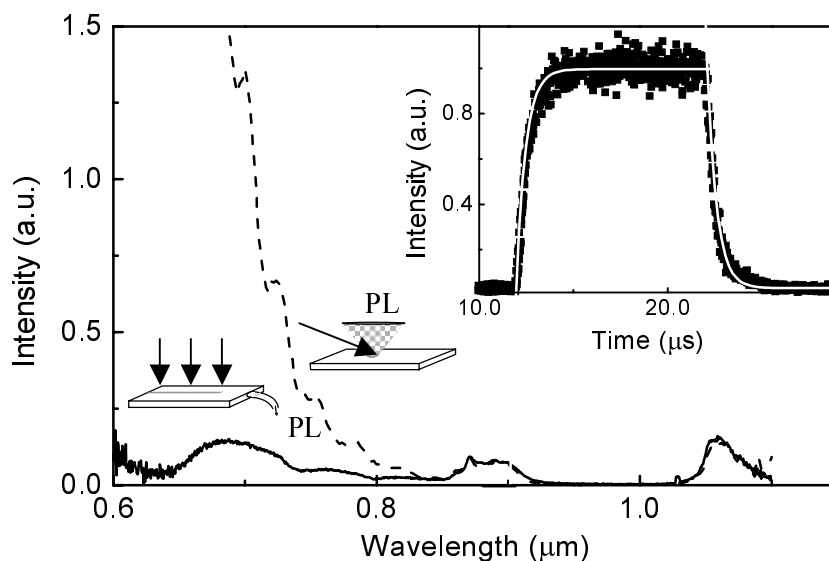 1.5
1.0
0.5
0.0
Intensity (a.u.)
0.6
0.8
1.0
Wavelength (μm)
PL
PL
Intensity (a.u.)
0.8
0.4
10.0
20.0
Time (μs)